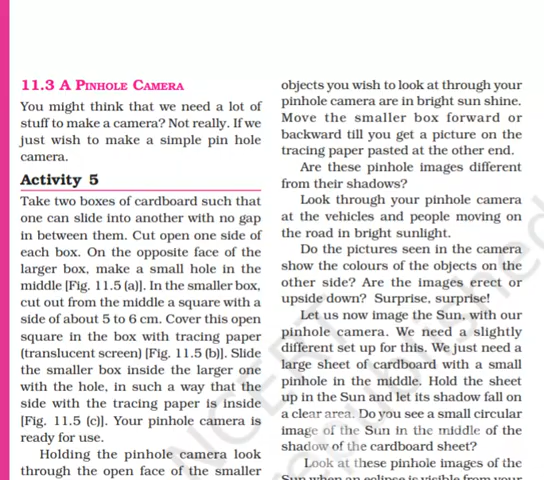 11.3 A PINHOLE CAMERA
You might think that we need a lot of
stuff to make a camera? Not really. If we
just wish to make a simple pin hole
camera.
Activity 5
Take two boxes of cardboard such that
one can slide into another with no gap
in between them. Cut open one side of
each box. On the opposite face of the
larger box, make a small hole in the
middle [Fig. 11.5 (a)]. In the smaller box,
cut out from the middle a square with a
side of about 5 to 6 cm. Cover this open
square in the box with tracing paper
(translucent screen) [Fig. 11.5 (b)]. Slide
the smaller box inside the larger one
with the hole, in such a way that the
side with the tracing paper is inside
[Fig. 11.5 (c)]. Your pinhole camera is
ready for use.
Holding the pinhole camera look
through the open face of the smaller
objects you wish to look at through your
pinhole camera are in bright sun shine.
Move the smaller box forward or
backward till you get a picture on the
tracing paper pasted at the other end.
Are these pinhole images different
from their shadows?
Look through your pinhole camera
at the vehicles and people moving on
the road in bright sunlight.
Do the pictures seen in the camera
show the colours of the objects on the
other side? Are the images erect or
upside down? Surprise, surprise!
Let us now image the Sun, with our
pinhole camera. We need a slightly
different set up for this. We just need a
large sheet of cardboard with a small
pinhole in the middle. Hold the sheet
up in the Sun and let its shadow fall on
a clear area. Do you see a small circular
image of the Sun in the middle of the
shadow of the cardboard sheet?
Look at these pinhole images of the
Sun when an eclipse is visible from your
NCERT
republished